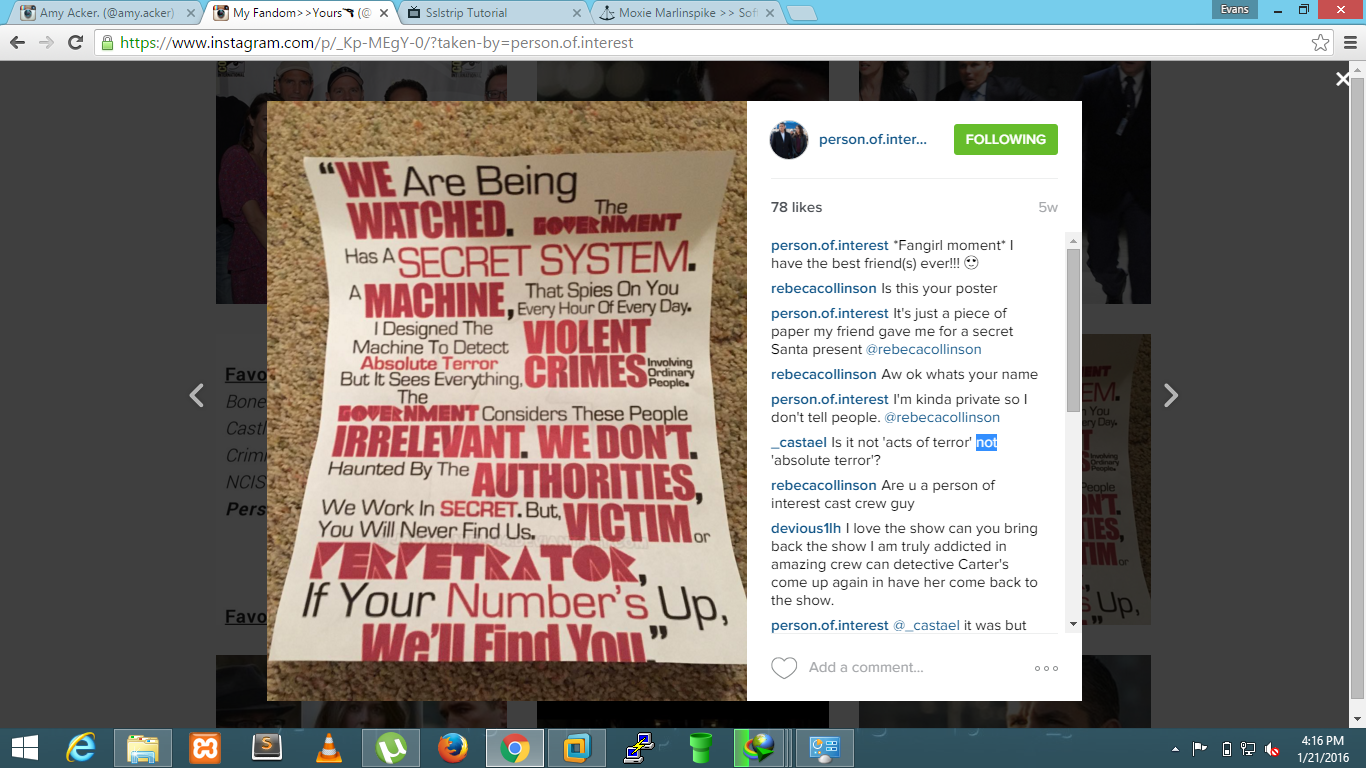 Amy Acker. (@amy.acker)
My Fandom>>Yours (@
Sslstrip Tutorial
Moxie Marlinspike >> Sof
Evans
https://www.instagram.com/p/_Kp-MEgY-0/?taken-by=person.of.interest
person.of.inter...
FOLLOWING
78 likes
5w
"WE Are Being
WATCHED. The
GOVERNMENT
Has A SECRET SYSTEM.
A MACHINE, That Spies On You
Every Hour Of Every Day.
I Designed The
Machine To Detect
Absolute Terror
But It Sees Everything,
VIOLENT
CRIMES Involving
Ordinary
People.
The
GOVERNMENT Considers These People
IRRELEVANT. WE DON'T.
Haunted By The AUTHORITIES,
We Work In SECRET. But,
You Will Never Find Us.
VICTIM or
PERPETRATOR,
If Your Number's Up,
We'll Find You"
person.of.interest *Fangirl moment* I
have the best friend(s) ever!!!
rebecacollinson Is this your poster
person.of.interest It's just a piece of
paper my friend gave me for a secret
Santa present @rebecacollinson
rebecacollinson Aw ok whats your name
person.of.interest I'm kinda private so I
don't tell people. @rebecacollinson
_castael Is it not 'acts of terror' not
'absolute terror'?
rebecacollinson Are u a person of
interest cast crew guy
devious1lh I love the show can you bring
back the show I am truly addicted in
amazing crew can detective Carter's
come up again in have her come back to
the show.
person.of.interest @_castael it was but
Add a comment...
Favo
Bone
Castl
Crimi
NCIS
Pers
Favo
4:16 PM
1/21/2016